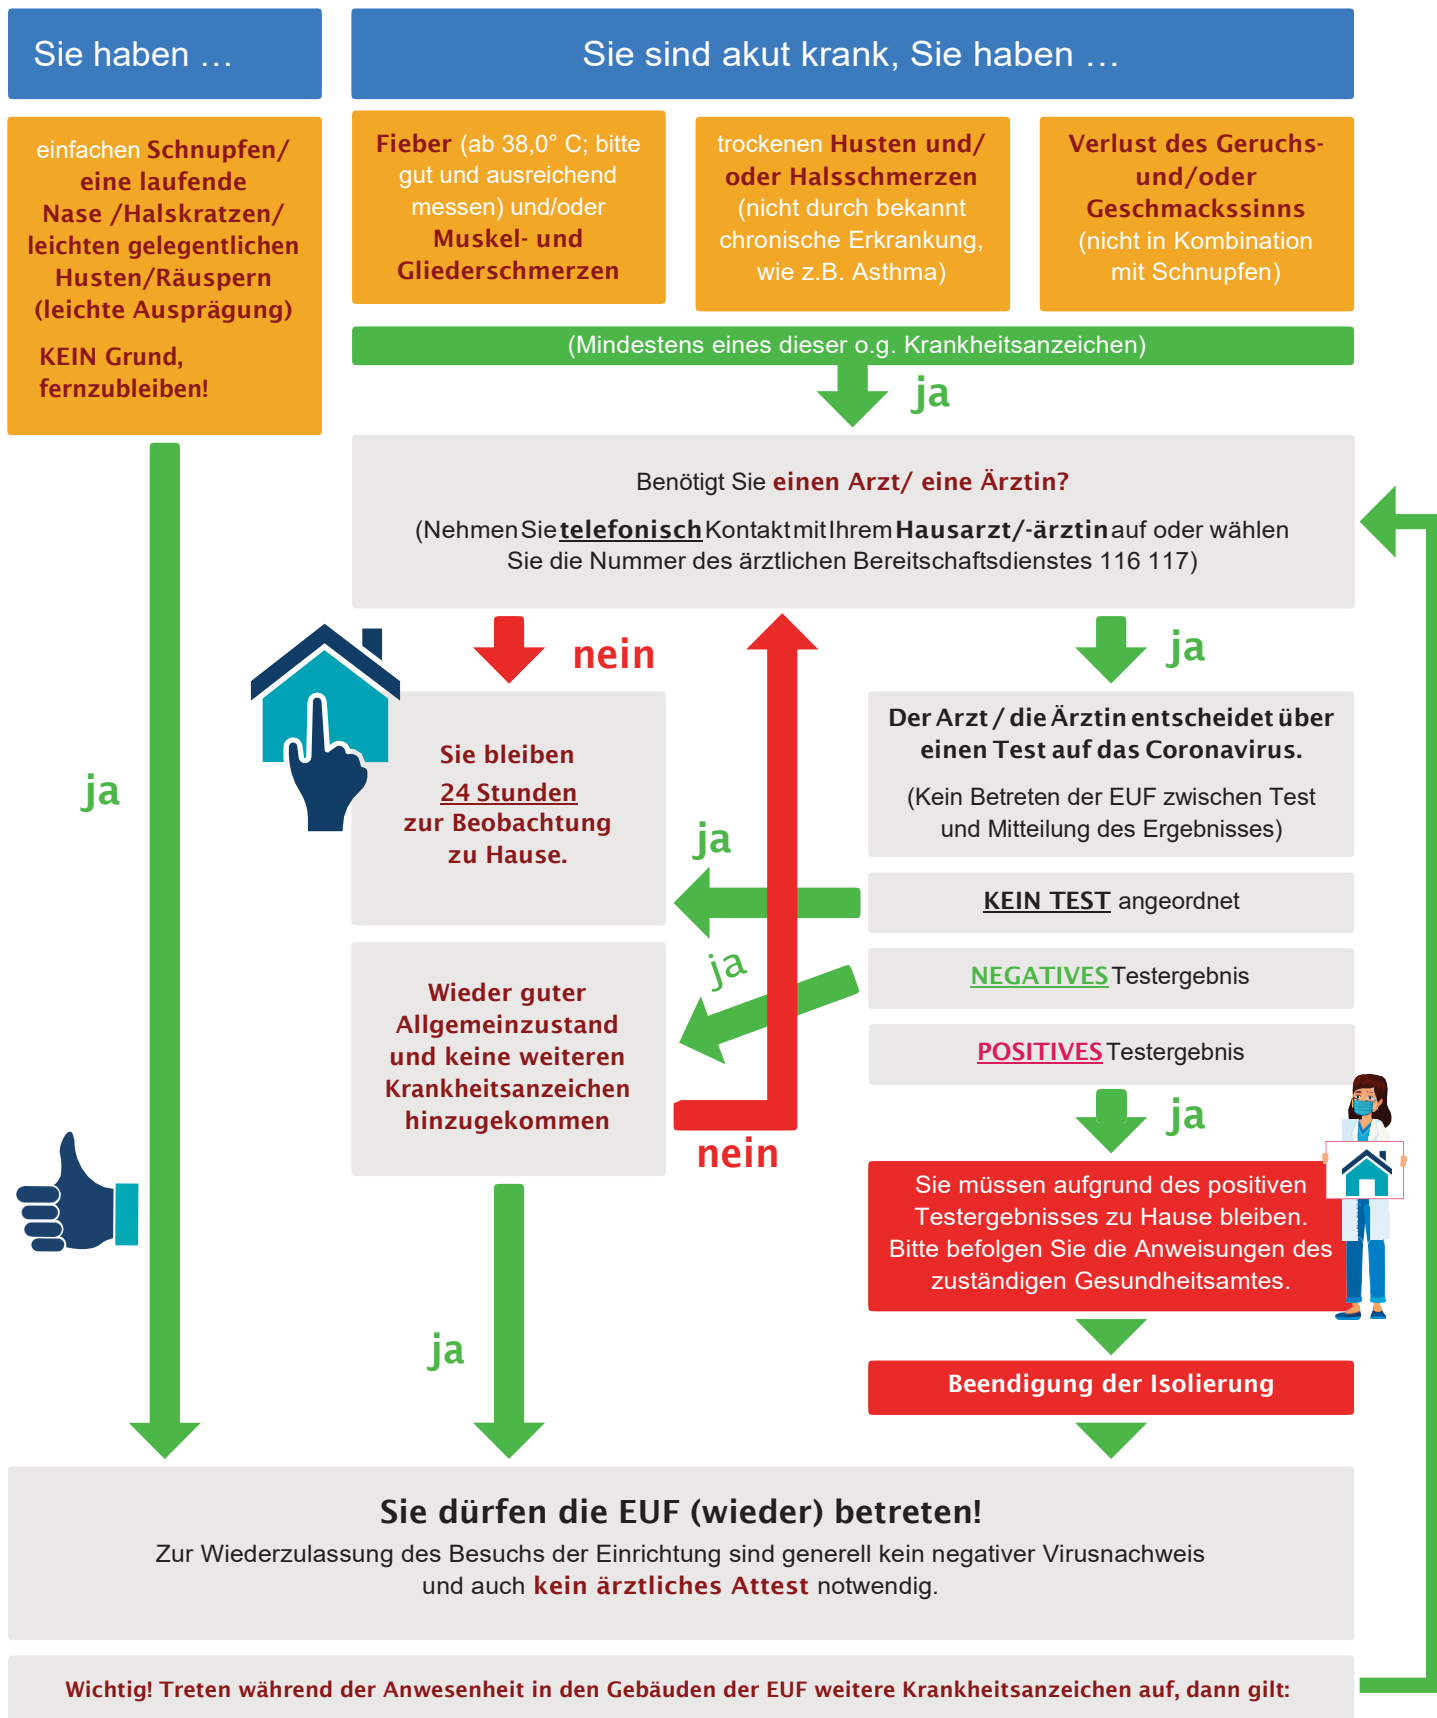 Sie haben …
Sie sind akut krank, Sie haben …
einfachen Schnupfen/
eine laufende
Nase /Halskratzen/
leichten gelegentlichen
Husten/Räuspern
(leichte Ausprägung)
KEIN Grund,
fernzubleiben!
Fieber (ab 38,0° C; bitte
gut und ausreichend
messen) und/oder
Muskel- und
Gliederschmerzen
trockenen Husten und/
oder Halsschmerzen
(nicht durch bekannt
chronische Erkrankung,
wie z.B. Asthma)
Verlust des Geruchs-
und/oder
Geschmackssinns
(nicht in Kombination
mit Schnupfen)
(Mindestens eines dieser o.g. Krankheitsanzeichen)
ja
Benötigt Sie einen Arzt/ eine Ärztin?
(Nehmen Sie telefonisch Kontakt mit Ihrem Hausarzt/-ärztin auf oder wählen
Sie die Nummer des ärztlichen Bereitschaftsdienstes 116 117)
nein
ja
Sie bleiben
24 Stunden
zur Beobachtung
zu Hause.
Der Arzt / die Ärztin entscheidet über
einen Test auf das Coronavirus.
(Kein Betreten der EUF zwischen Test
und Mitteilung des Ergebnisses)
ja
ja
KEIN TEST angeordnet
ja
NEGATIVES Testergebnis
Wieder guter
Allgemeinzustand
und keine weiteren
Krankheitsanzeichen
hinzugekommen
POSITIVES Testergebnis
nein
ja
Sie müssen aufgrund des positiven
Testergebnisses zu Hause bleiben.
Bitte befolgen Sie die Anweisungen des
zuständigen Gesundheitsamtes.
ja
Beendigung der Isolierung
Sie dürfen die EUF (wieder) betreten!
Zur Wiederzulassung des Besuchs der Einrichtung sind generell kein negativer Virusnachweis
und auch kein ärztliches Attest notwendig.
Wichtig! Treten während der Anwesenheit in den Gebäuden der EUF weitere Krankheitsanzeichen auf, dann gilt: